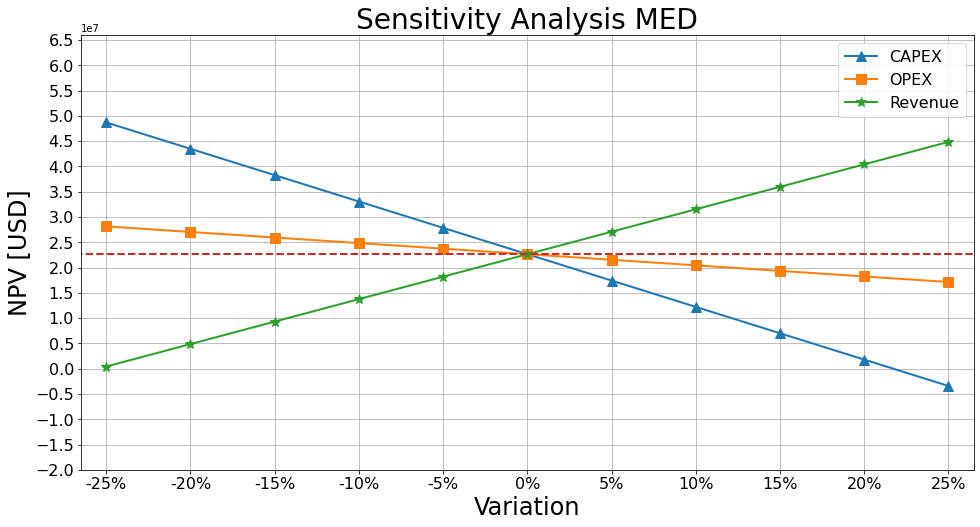 Sensitivity Analysis MED
1e7
6.5
6.0
5.5
5.0
4.5
4.0
3.5
3.0
2.5
2.0
1.5
1.0
0.5
0.0
−0.5
−1.0
−1.5
−2.0
NPV [USD]
CAPEX
OPEX
Revenue
-25% -20% -15% -10% -5% 0% 5% 10% 15% 20% 25%
Variation